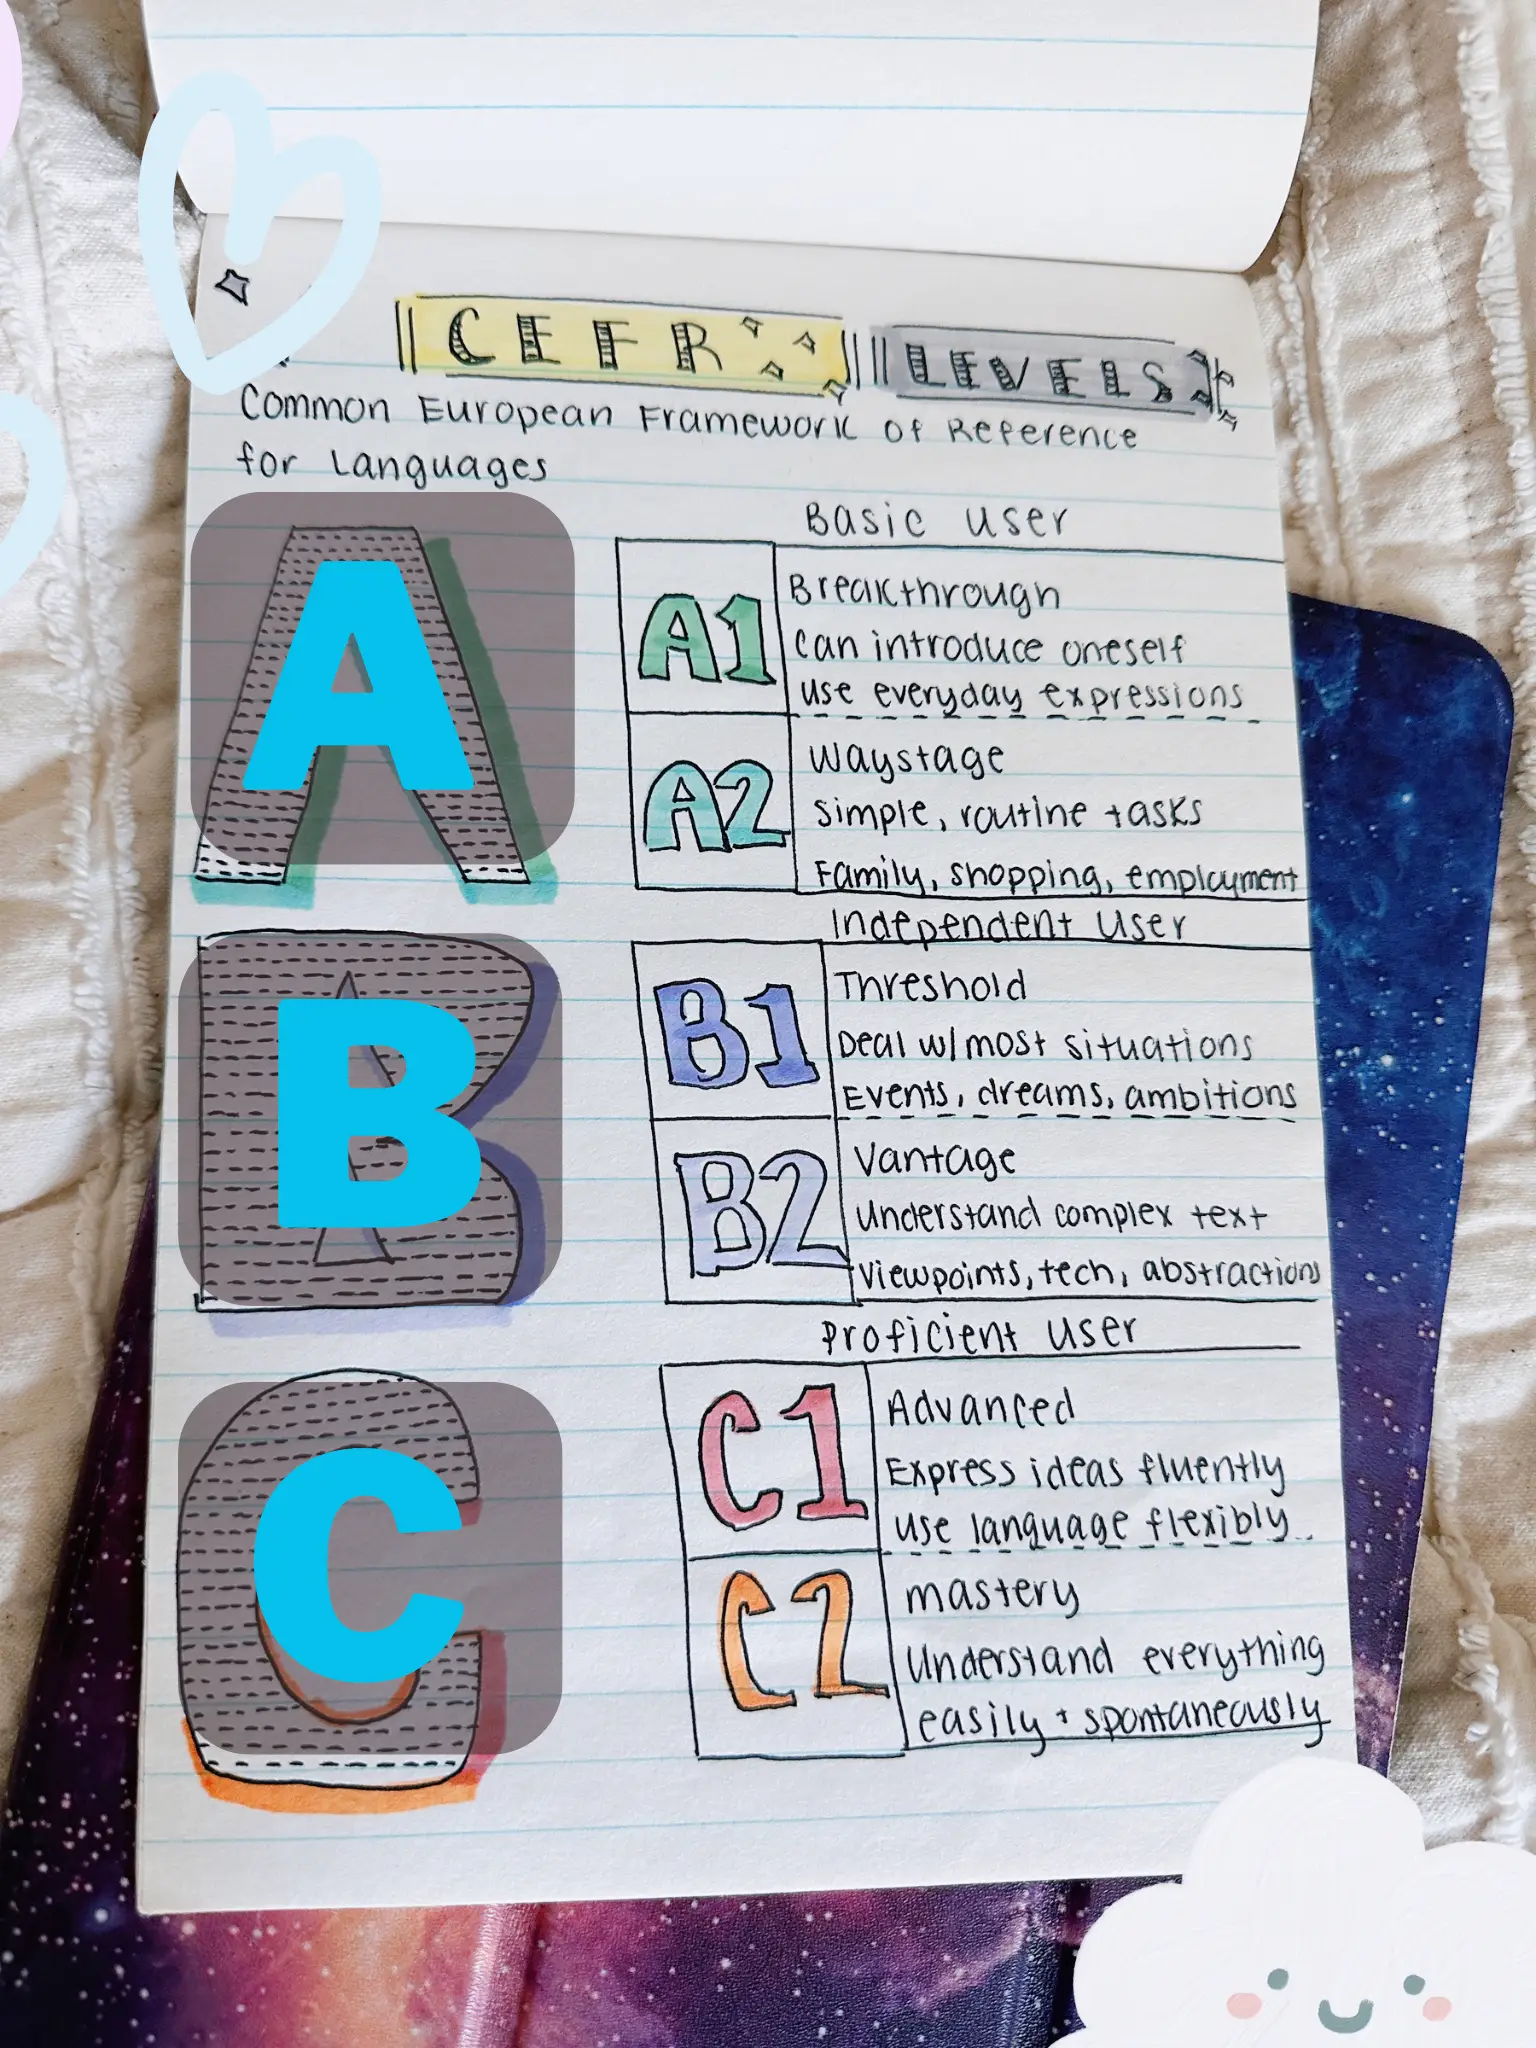 CEFR LEVELS
Common European Framework of Reference
for Languages
A
Basic user
A1
Breakthrough
can introduce oneself
use everyday expressions
A2
Waystage
simple, routine tasks
Family, shopping, employment
B
Independent user
B1
Threshold
Deal w/most situations
Events, dreams, ambitions
B2
Vantage
understand complex text
viewpoints, tech, abstractions
C
Proficient user
C1
Advanced
Express ideas fluently
use language flexibly
C2
mastery
understand everything
easily + spontaneously